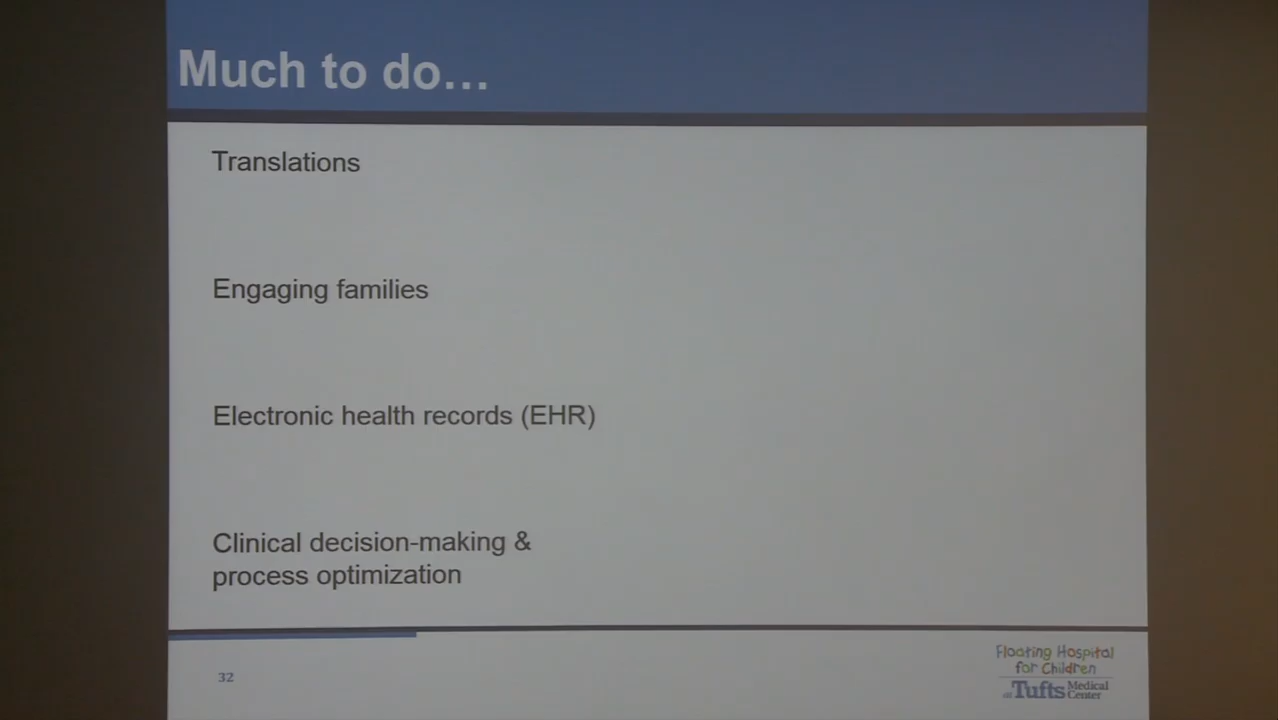 Much to do…
Translations
Engaging families
Electronic health records (EHR)
Clinical decision-making &
process optimization
32
Floating Hospital
for Children
at Tufts Medical
Center